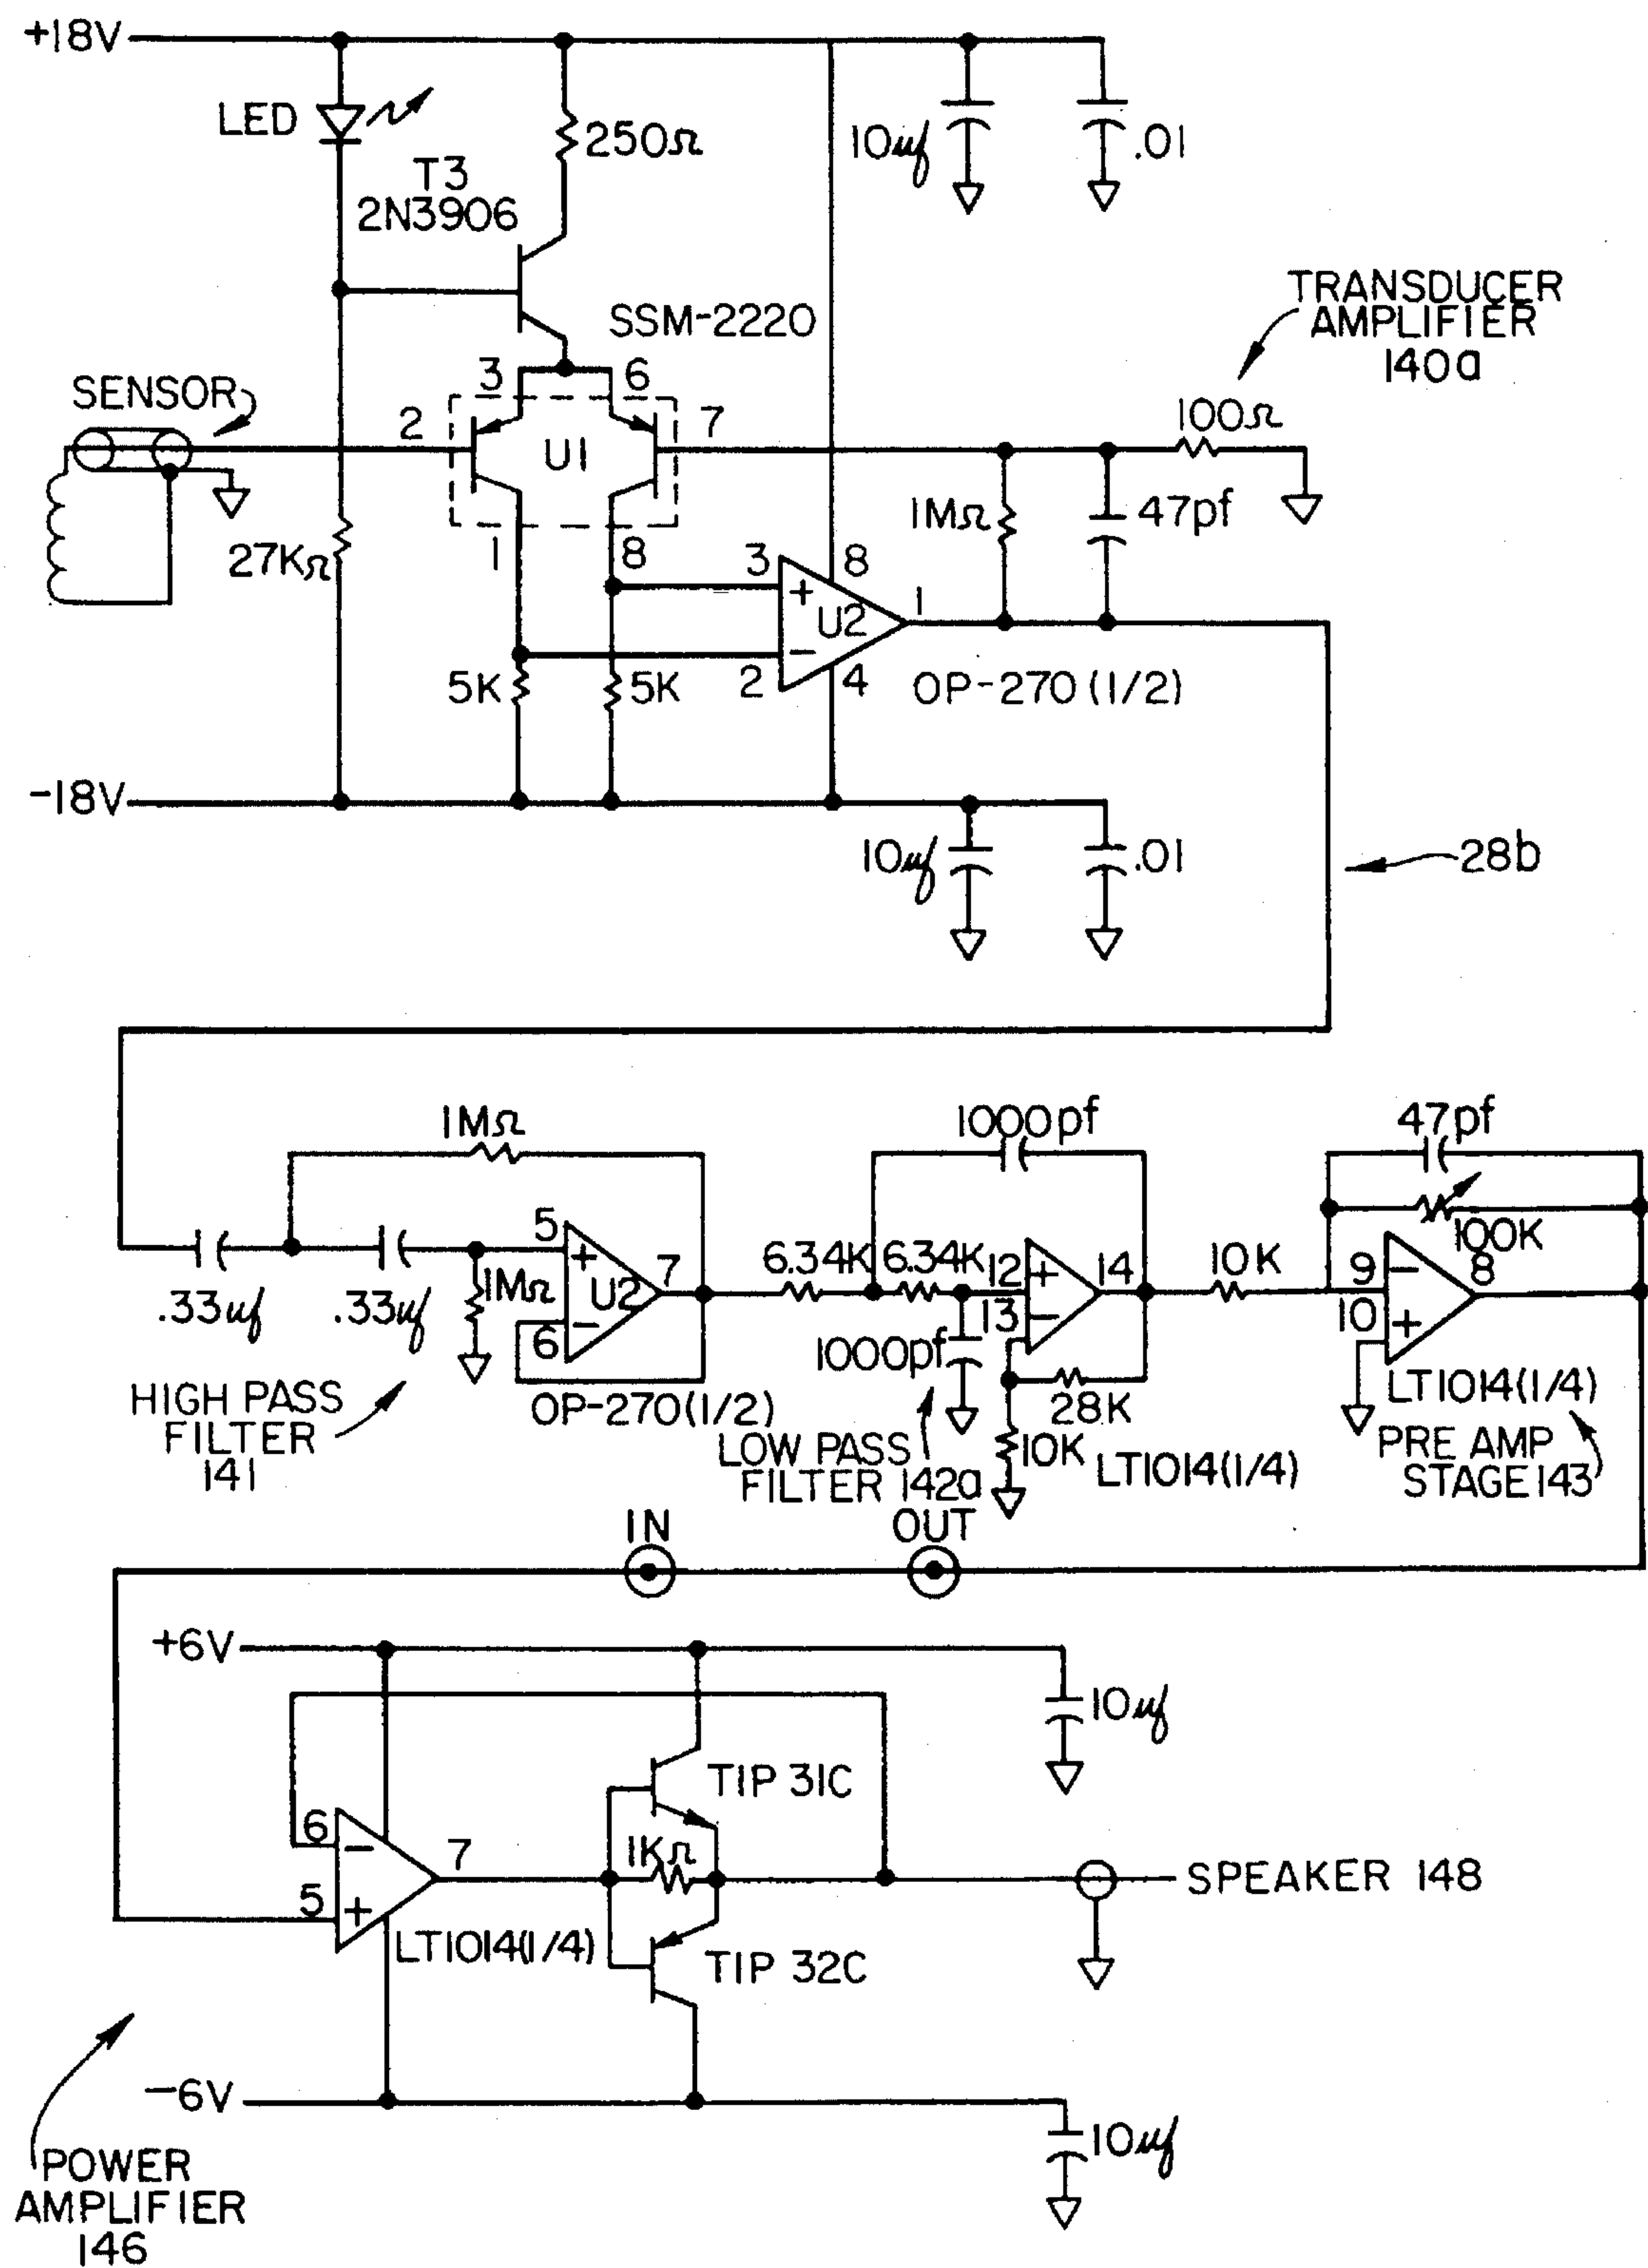 +18V
LED
250Ω
10uf
.01
T3
2N3906
SSM-2220
TRANSDUCER
AMPLIFIER
140a
SENSOR
3
6
2
7
100Ω
U1
1MΩ
47pf
27KΩ
1
8
3
8
+
U2
1
-
5K
5K
2
4
OP-270 (1/2)
-18V
10uf
.01
28b
1MΩ
1000pf
47pf
5
+
1MΩ
U2
7
6.34K
6.34K
12
+
14
10K
100K
9
-
8
.33uf
.33uf
6
-
13
-
10
+
1000pf
HIGH PASS
FILTER
141
OP-270(1/2)
28K
LT1014(1/4)
LOW PASS
FILTER 142a
10K
LT1014(1/4)
PRE AMP
STAGE 143
IN
OUT
+6V
10uf
TIP 31C
6
-
7
1KΩ
5
+
SPEAKER 148
LT1014(1/4)
TIP 32C
-6V
10uf
POWER
AMPLIFIER
146